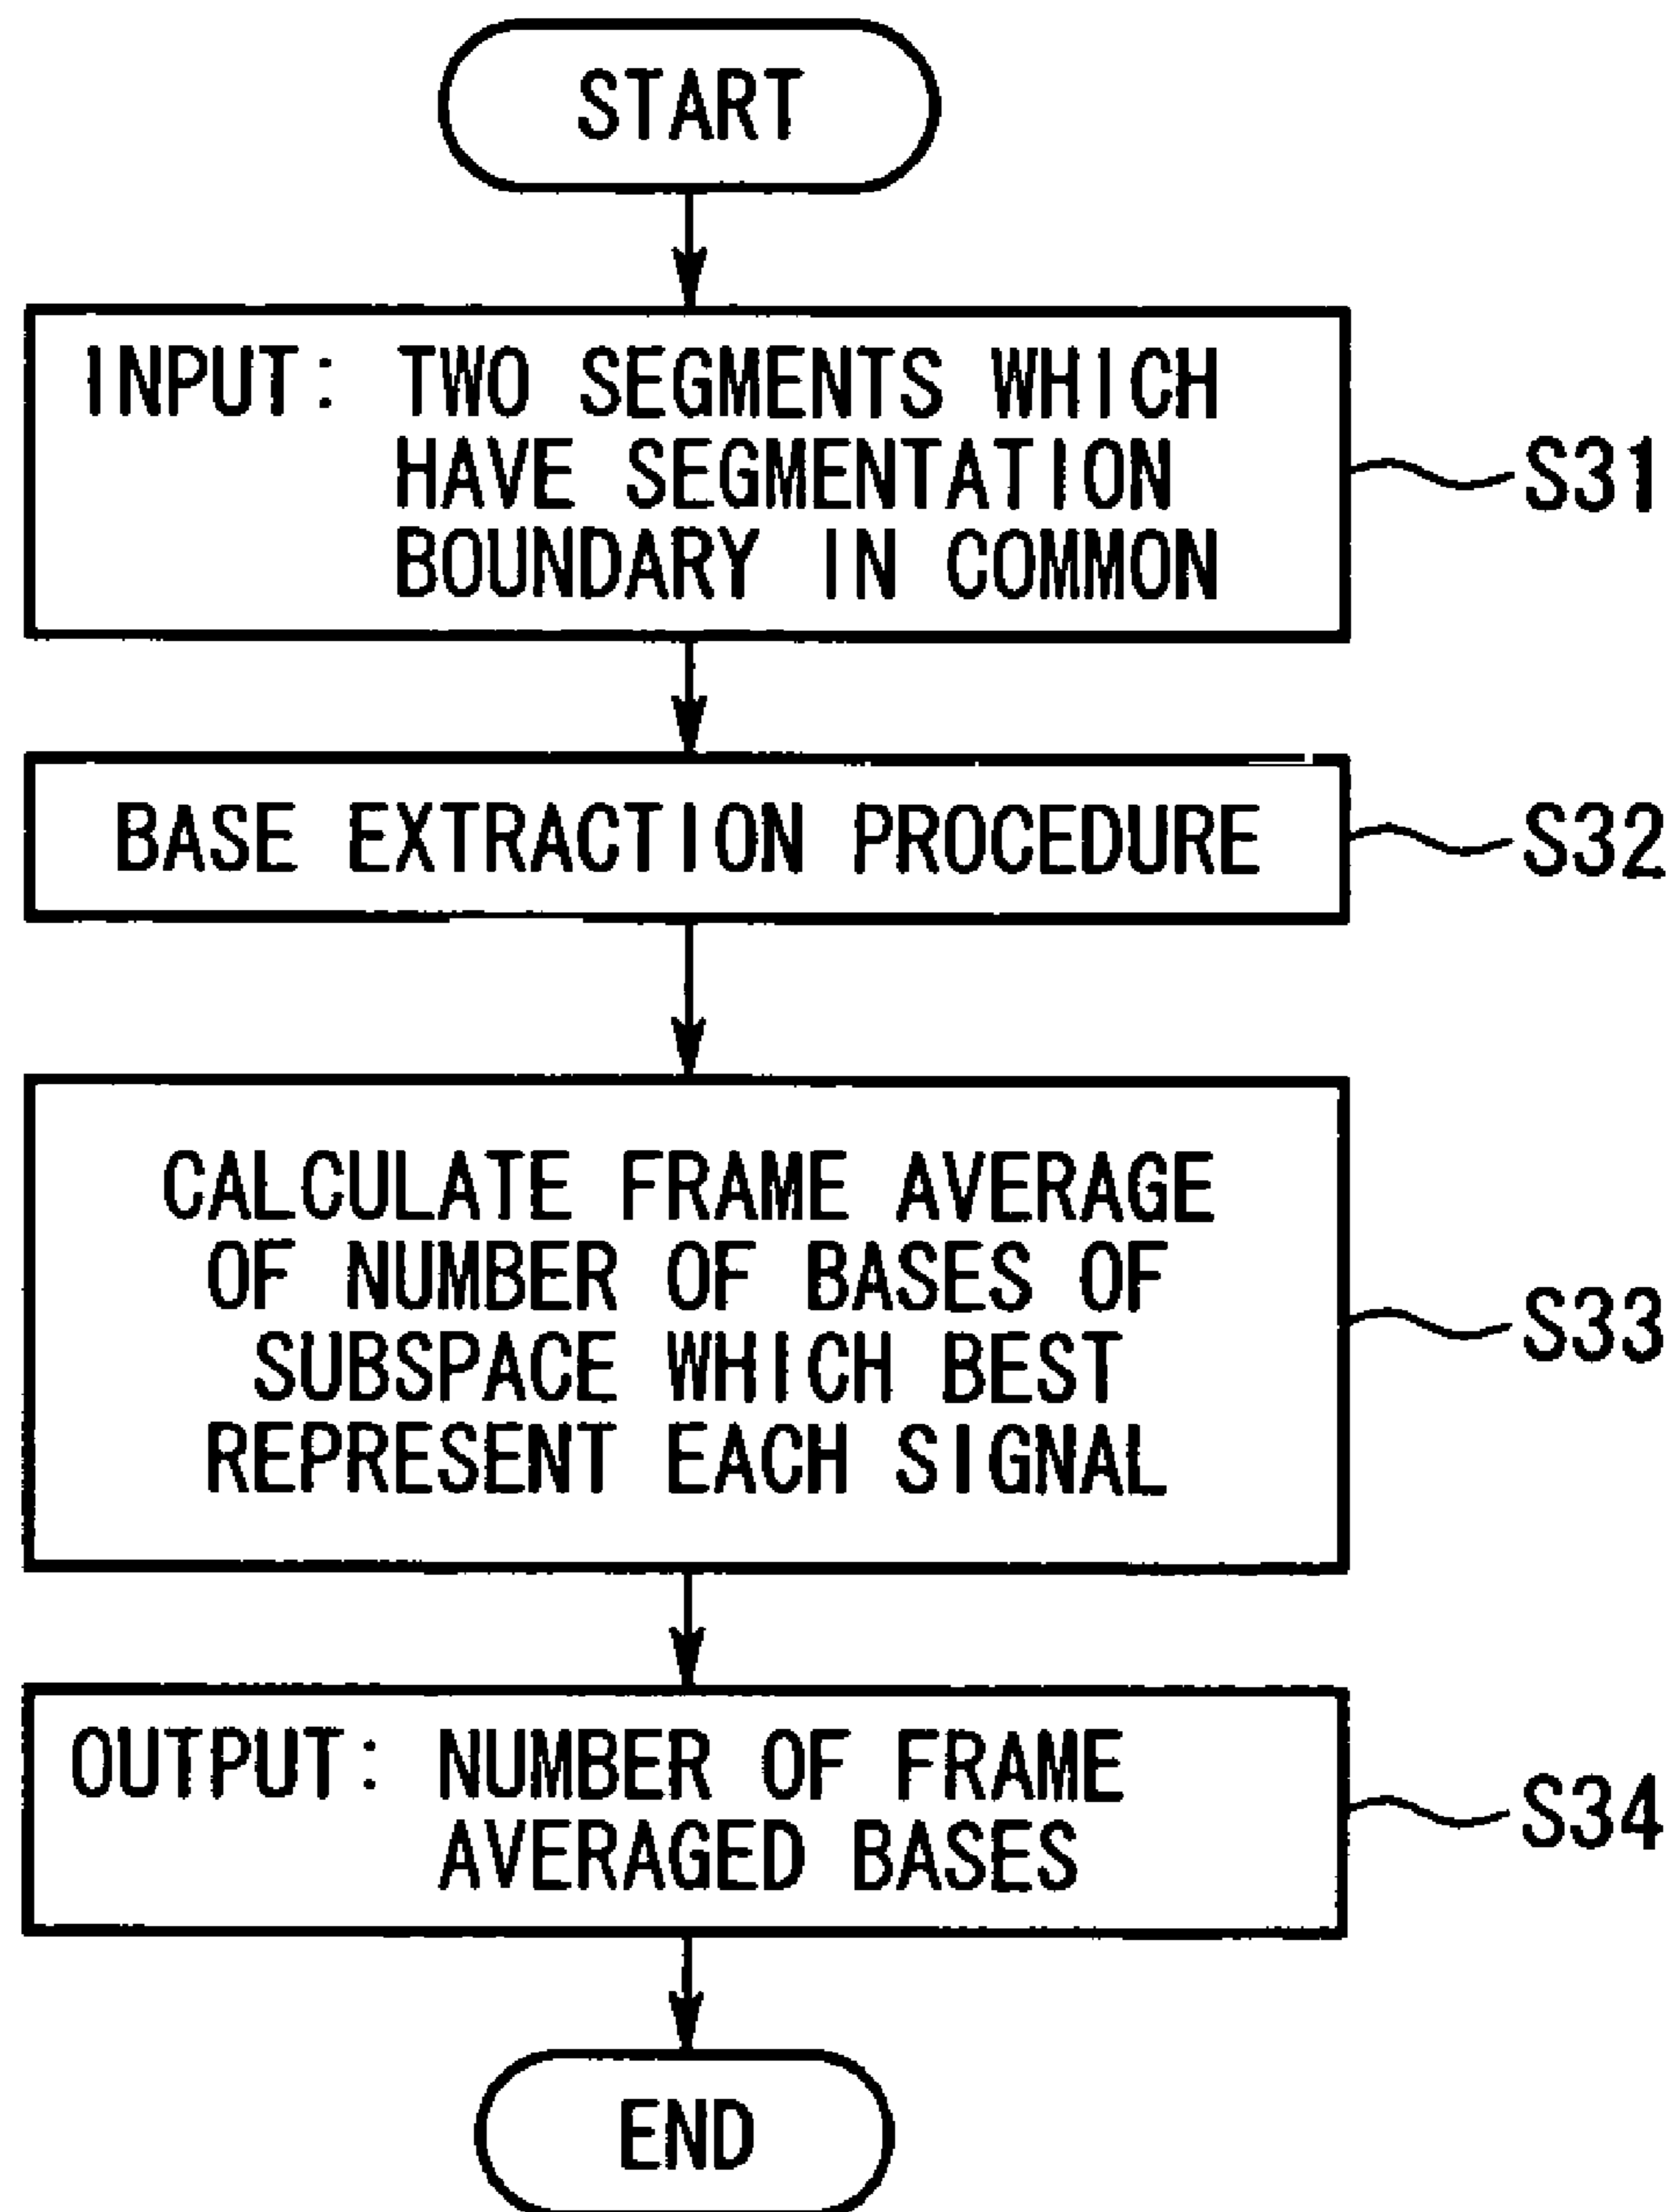 START
INPUT: TWO SEGMENTS WHICH
HAVE SEGMENTATION
BOUNDARY IN COMMON
S31
BASE EXTRACTION PROCEDURE
S32
CALCULATE FRAME AVERAGE
OF NUMBER OF BASES OF
SUBSPACE WHICH BEST
REPRESENT EACH SIGNAL
S33
OUTPUT: NUMBER OF FRAME
AVERAGED BASES
S34
END